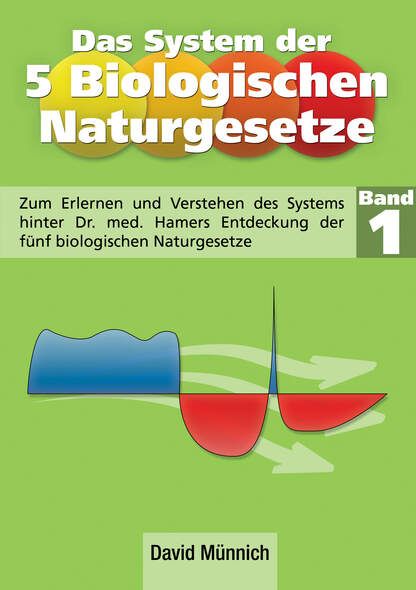 Das System der
5 Biologischen
Naturgesetze
Zum Erlernen und Verstehen des Systems
hinter Dr. med. Hamers Entdeckung der
fünf biologischen Naturgesetze
Band
1
David Münnich